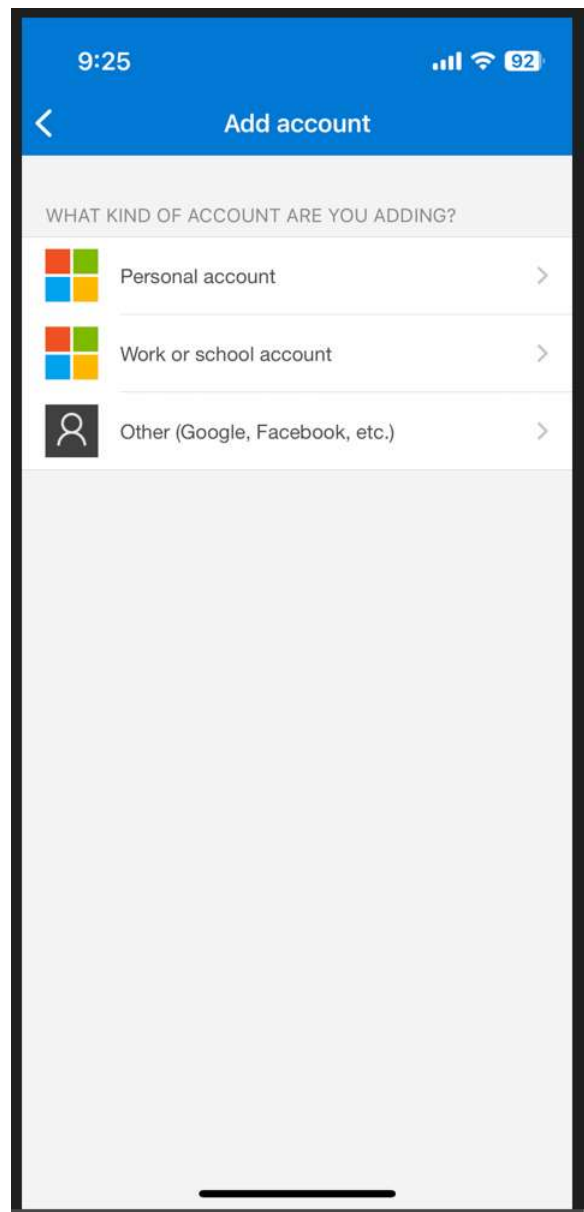 9:25
92
Add account
WHAT KIND OF ACCOUNT ARE YOU ADDING?
Personal account
Work or school account
Other (Google, Facebook, etc.)